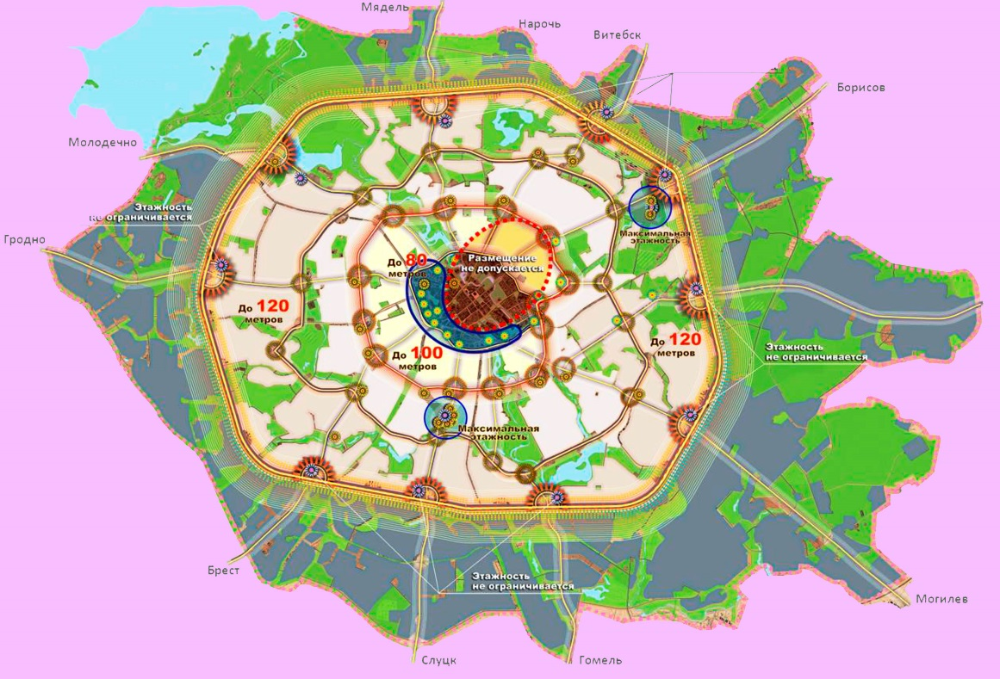 Мядель
Нарочь
Витебск
Борисов
Молодечно
Этажность
не ограничивается
Гродно
Максимальная
этажность
До 80
метров
Размещение
не допускается
До 120
метров
До 120
метров
До 100
метров
Этажность
не ограничивается
Максимальная
этажность
Этажность
не ограничивается
Брест
Могилев
Слуцк
Гомель